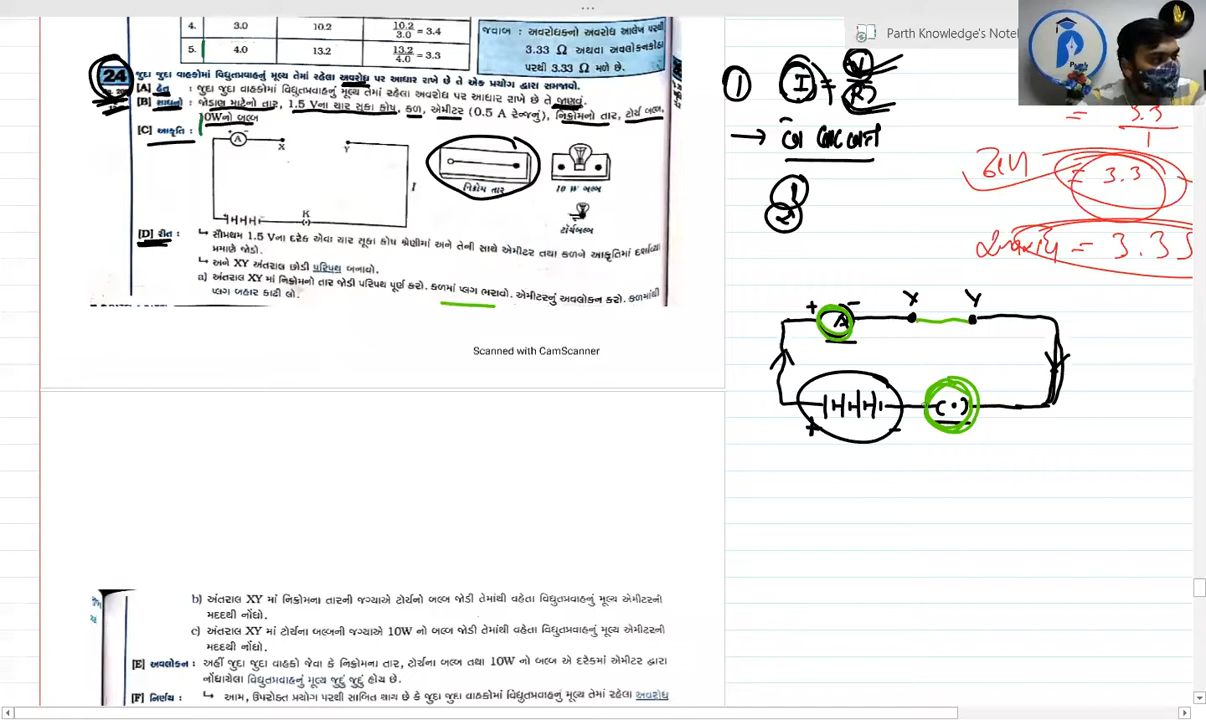 4. 3.0 10.2 10.2/3.0 = 3.4
5. 4.0 13.2 13.2/4.0 = 3.3
જવાબ : અવરોધકનો અવરોધ આલેખ પરથી
3.33 Ω અથવા અવલોકનકોઠા
પરથી 3.33 Ω મળે છે.
24 જુદા જુદા વાહકોમાં વિદ્યુતપ્રવાહનું મૂલ્ય તેમાં રહેલા અવરોધ પર આધાર રાખે છે તે એક પ્રયોગ દ્વારા સમજાવો.
[A] હેતુ : જુદા જુદા વાહકોમાં વિદ્યુતપ્રવાહનું મૂલ્ય તેમાં રહેલા અવરોધ પર આધાર રાખે છે તે જાણવું.
[B] સાધનો : જોડાણ માટેનો તાર, 1.5 Vના ચાર સૂકા કોષ, કળ, એમીટર (0.5 A રેન્જનું), નિક્રોમનો તાર, ટોર્ચ બલ્બ,
10Wનો બલ્બ
[C] આકૃતિ :
+ A - X Y
I
K
નિક્રોમ તાર
10 W બલ્બ
ટોર્ચબલ્બ
[D] રીત : ↳ સૌપ્રથમ 1.5 Vના દરેક એવા ચાર સૂકા કોષ શ્રેણીમાં અને તેની સાથે એમીટર તથા કળને આકૃતિમાં દર્શાવ્યા
પ્રમાણે જોડો.
↳ અને XY અંતરાલ છોડી પરિપથ બનાવો.
a) અંતરાલ XY માં નિક્રોમનો તાર જોડી પરિપથ પૂર્ણ કરો. કળમાં પ્લગ ભરાવો. એમીટરનું અવલોકન કરો. કળમાંથી
પ્લગ બહાર કાઢી લો.
Scanned with CamScanner
b) અંતરાલ XY માં નિક્રોમના તારની જગ્યાએ ટોર્ચનો બલ્બ જોડી તેમાંથી વહેતા વિદ્યુતપ્રવાહનું મૂલ્ય એમીટરની
મદદથી નોંધો.
c) અંતરાલ XY માં ટોર્ચના બલ્બની જગ્યાએ 10W નો બલ્બ જોડી તેમાંથી વહેતા વિદ્યુતપ્રવાહનું મૂલ્ય એમીટરની
મદદથી નોંધો.
[E] અવલોકન : અહીં જુદા જુદા વાહકો જેવા કે નિક્રોમના તાર, ટોર્ચના બલ્બ તથા 10W નો બલ્બ એ દરેકમાં એમીટર દ્વારા
નોંધાયેલા વિદ્યુતપ્રવાહનું મૂલ્ય જુદું જુદું હોય છે.
[F] નિર્ણય : ↳ આમ, ઉપરોક્ત પ્રયોગ પરથી સાબિત થાય છે કે જુદા જુદા વાહકોમાં વિદ્યુતપ્રવાહનું મૂલ્ય તેમાં રહેલા અવરોધ
Parth Knowledge's Notel
P
Parth
1 I = V/R
1
2
= 3.3/1
= 3.3
= 3.33
+ A - X Y
+ -